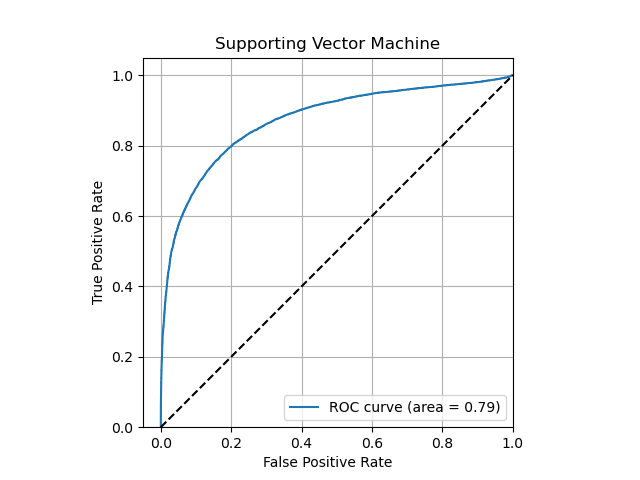 Supporting Vector Machine
1.0
0.8
0.6
0.4
0.2
0.0
True Positive Rate
ROC curve (area = 0.79)
0.0 0.2 0.4 0.6 0.8 1.0
False Positive Rate